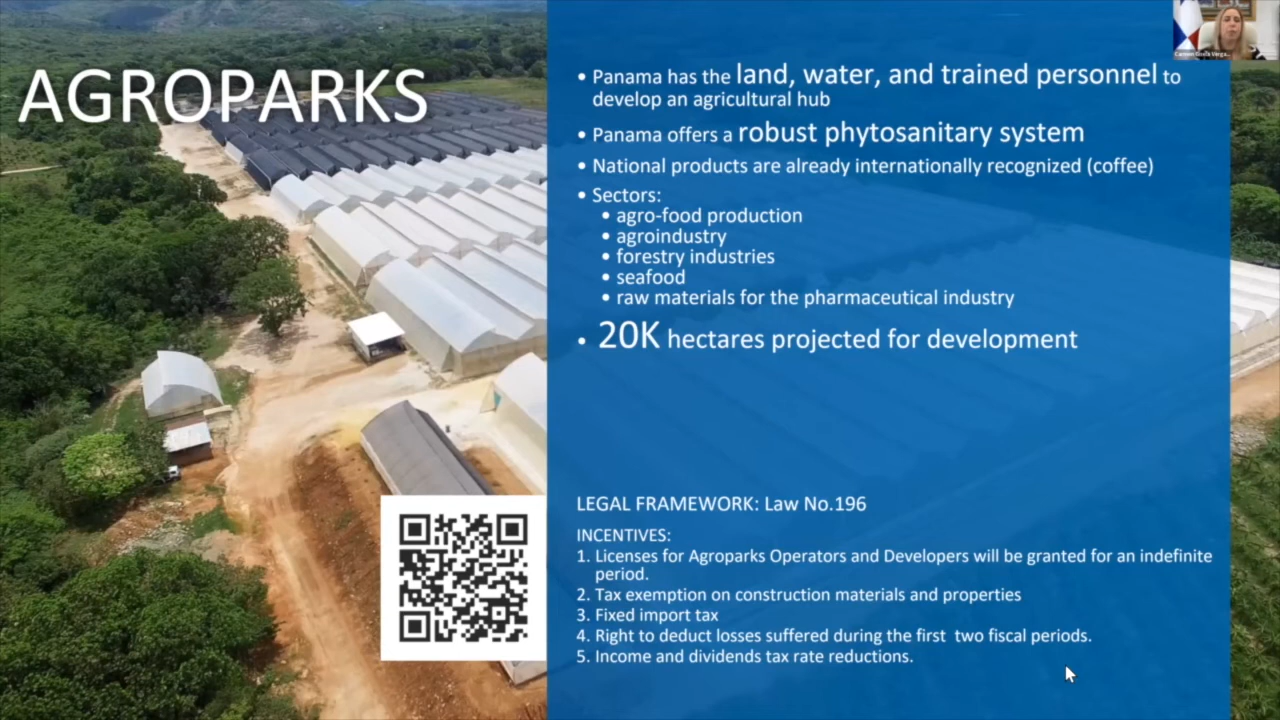 AGROPARKS
• Panama has the land, water, and trained personnel to
develop an agricultural hub
• Panama offers a robust phytosanitary system
• National products are already internationally recognized (coffee)
• Sectors:
• agro-food production
• agroindustry
• forestry industries
• seafood
• raw materials for the pharmaceutical industry
• 20K hectares projected for development
LEGAL FRAMEWORK: Law No.196
INCENTIVES:
1. Licenses for Agroparks Operators and Developers will be granted for an indefinite
period.
2. Tax exemption on construction materials and properties
3. Fixed import tax
4. Right to deduct losses suffered during the first  two fiscal periods.
5. Income and dividends tax rate reductions.